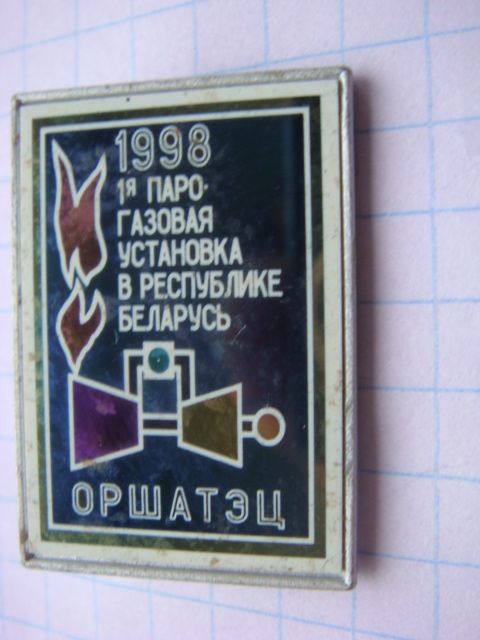 1998
1Я ПАРО-
ГАЗОВАЯ
УСТАНОВКА
В РЕСПУБЛИКЕ
БЕЛАРУСЬ
ОРШАТЭЦ